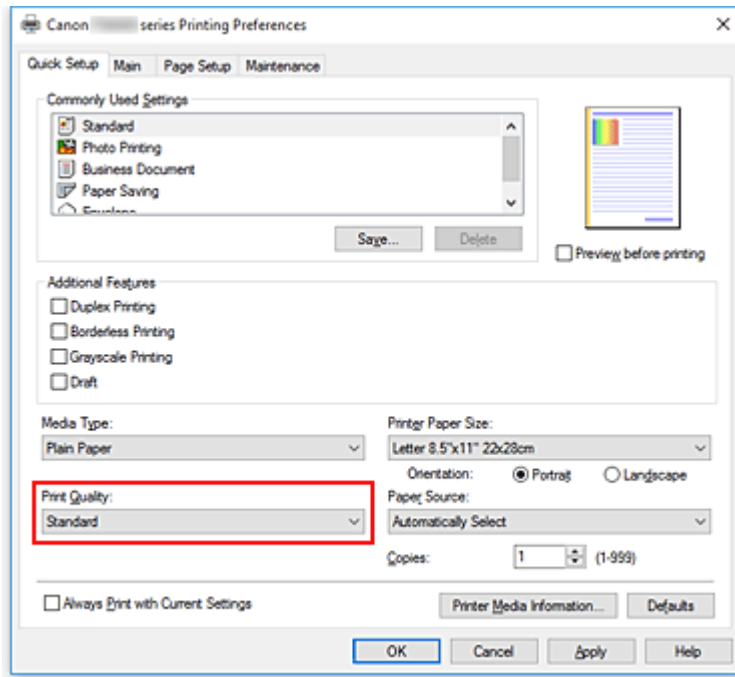 Canon series Printing Preferences
Quick Setup Main Page Setup Maintenance
Commonly Used Settings
Standard
Photo Printing
Business Document
Paper Saving
Envelope
Save... Delete
Preview before printing
Additional Features
Duplex Printing
Borderless Printing
Grayscale Printing
Draft
Media Type:
Plain Paper
Printer Paper Size:
Letter 8.5"x11" 22x28cm
Orientation: Portrait Landscape
Print Quality:
Standard
Paper Source:
Automatically Select
Copies: 1 (1-999)
Always Print with Current Settings
Printer Media Information... Defaults
OK Cancel Apply Help